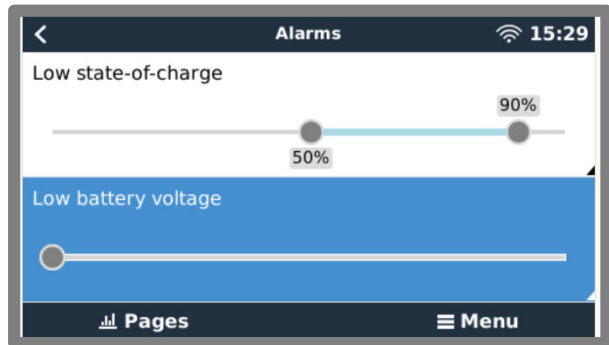 Alarms 15:29
Low state-of-charge
90%
50%
Low battery voltage
Pages Menu